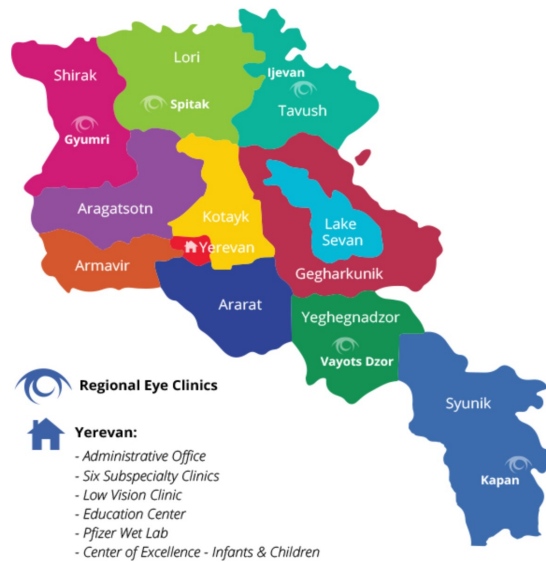 Lori
Ijevan
Shirak
Spitak
Tavush
Gyumri
Aragatsotn
Kotayk
Lake
Sevan
Yerevan
Armavir
Gegharkunik
Ararat
Yeghegnadzor
Vayots Dzor
Regional Eye Clinics
Syunik
Yerevan:
- Administrative Office
- Six Subspecialty Clinics
Kapan
- Low Vision Clinic
- Education Center
- Pfizer Wet Lab
- Center of Excellence - Infants & Children